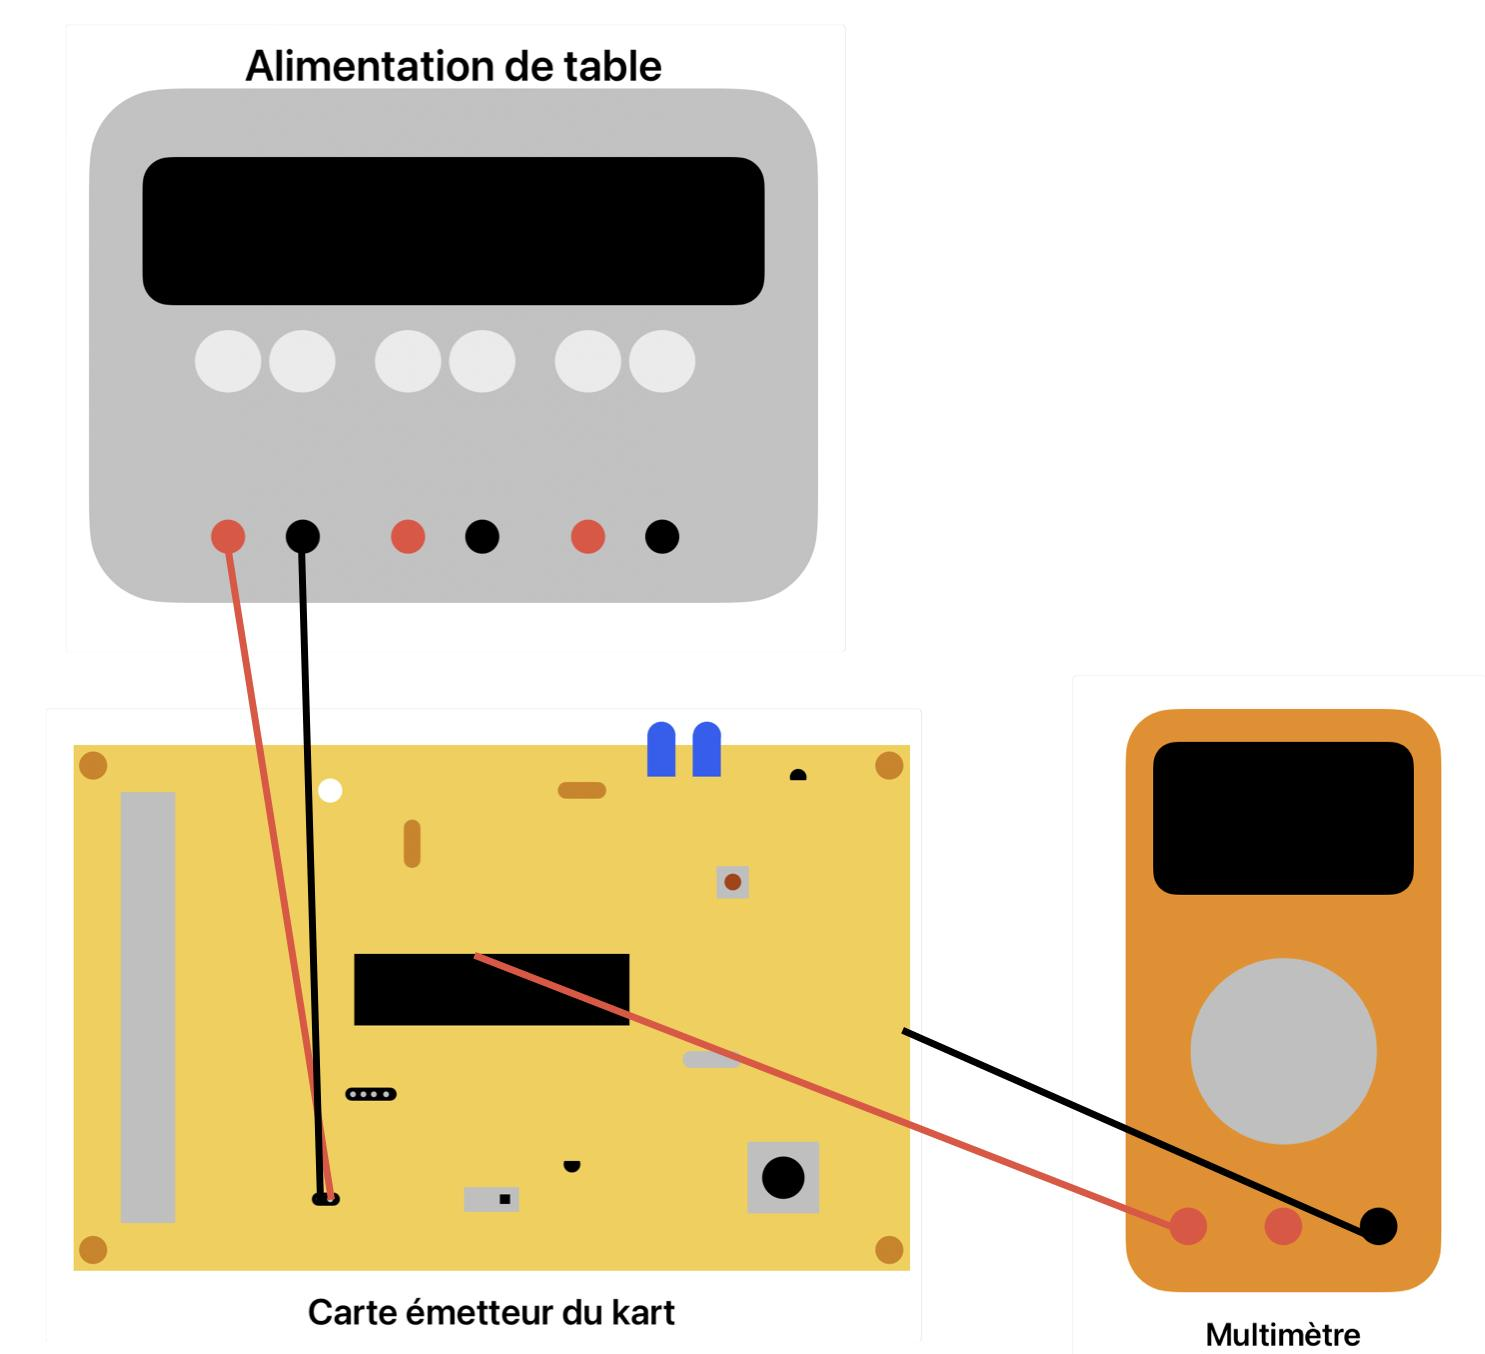 Alimentation de table
Carte émetteur du kart
Multimètre